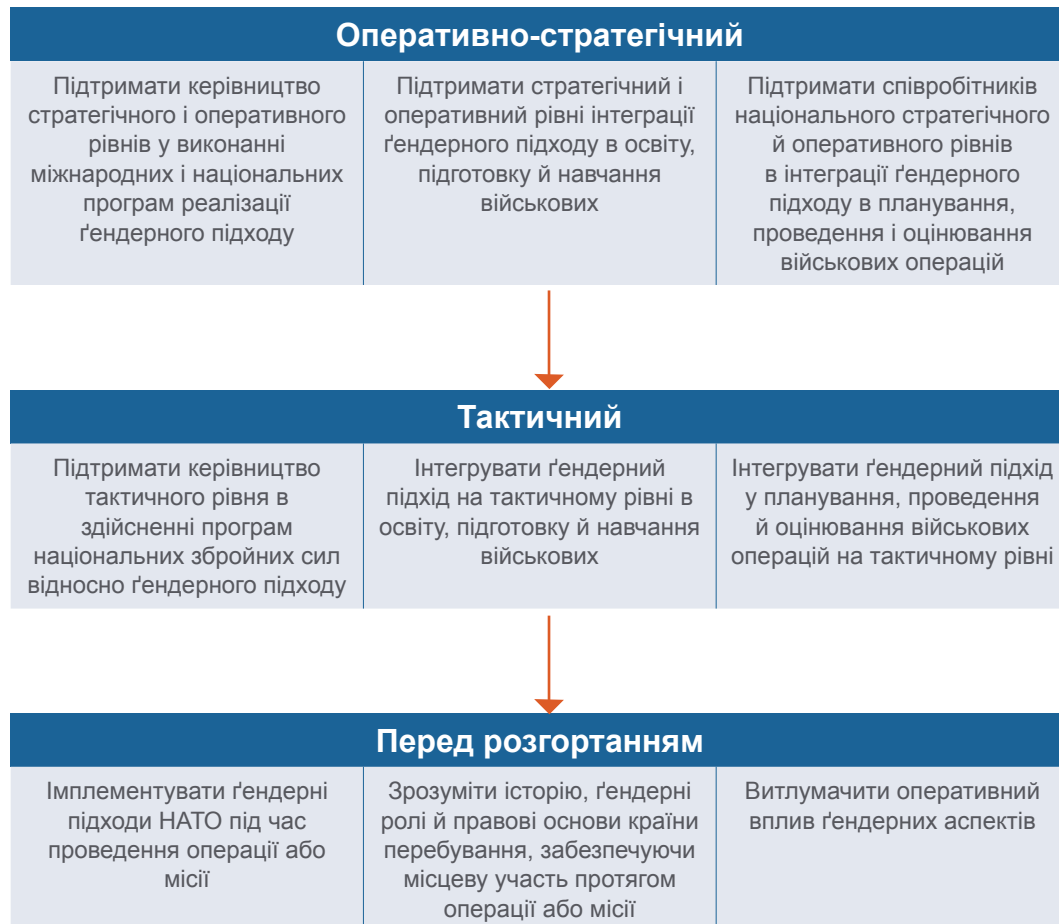 Оперативно-стратегічний
Підтримати керівництво
стратегічного і оперативного
рівнів у виконанні
міжнародних і національних
програм реалізації
ґендерного підходу
Підтримати стратегічний і
оперативний рівні інтеграції
ґендерного підходу в освіту,
підготовку й навчання
військових
Підтримати співробітників
національного стратегічного
й оперативного рівнів
в інтеграції ґендерного
підходу в планування,
проведення і оцінювання
військових операцій
Тактичний
Підтримати керівництво
тактичного рівня в
здійсненні програм
національних збройних сил
відносно ґендерного підходу
Інтегрувати ґендерний
підхід на тактичному рівні в
освіту, підготовку й навчання
військових
Інтегрувати ґендерний підхід
у планування, проведення
й оцінювання військових
операцій на тактичному рівні
Перед розгортанням
Імплементувати ґендерні
підходи НАТО під час
проведення операції або
місії
Зрозуміти історію, ґендерні
ролі й правові основи країни
перебування, забезпечуючи
місцеву участь протягом
операції або місії
Витлумачити оперативний
вплив ґендерних аспектів